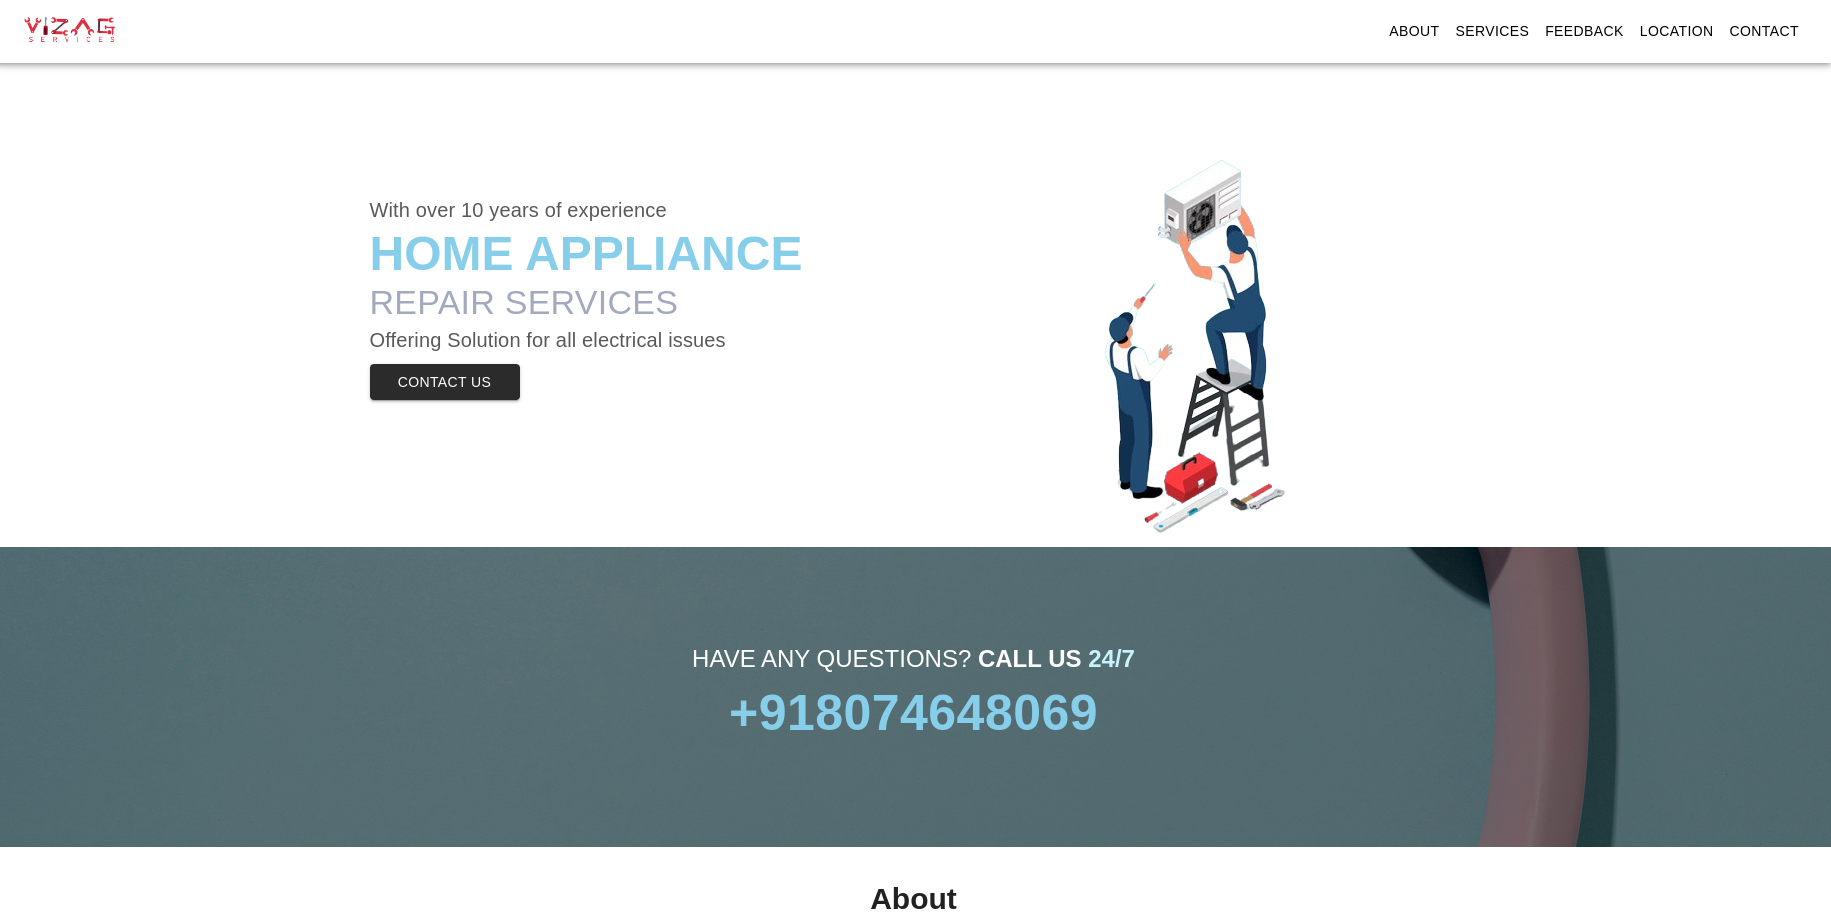 VIZAG
SERVICES
ABOUT SERVICES FEEDBACK LOCATION CONTACT
With over 10 years of experience
HOME APPLIANCE
REPAIR SERVICES
Offering Solution for all electrical issues
CONTACT US
HAVE ANY QUESTIONS? CALL US 24/7
+918074648069
About